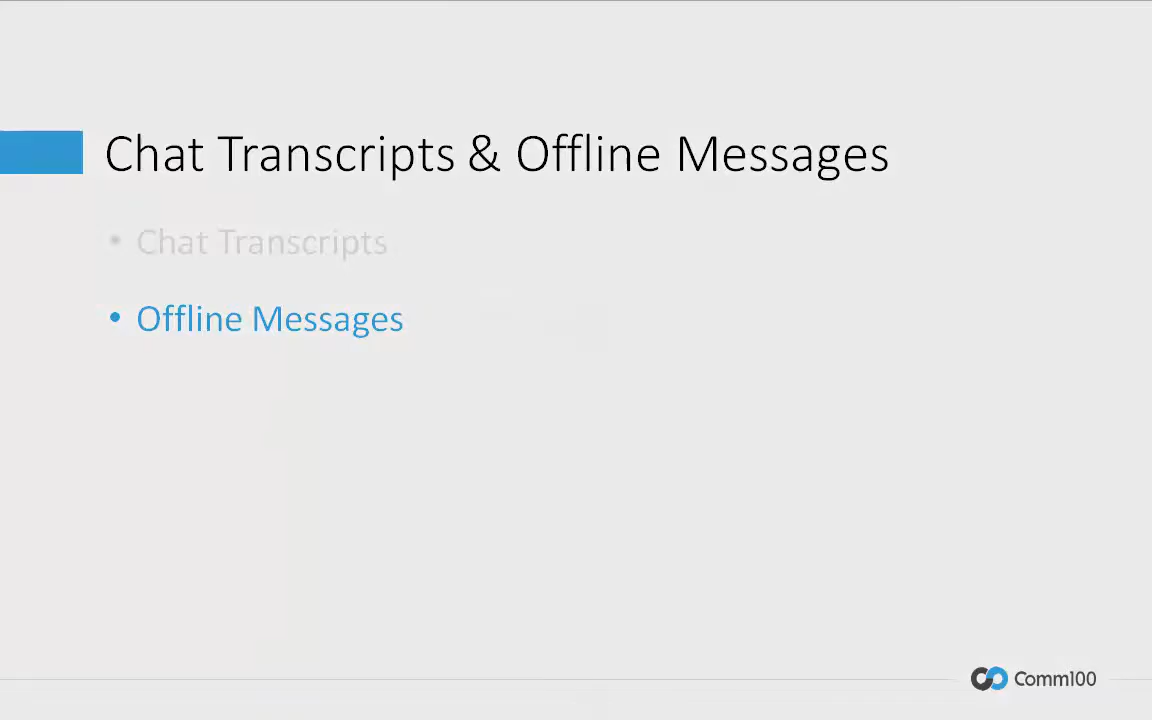 Chat Transcripts & Offline Messages
• Chat Transcripts
• Offline Messages
Comm100